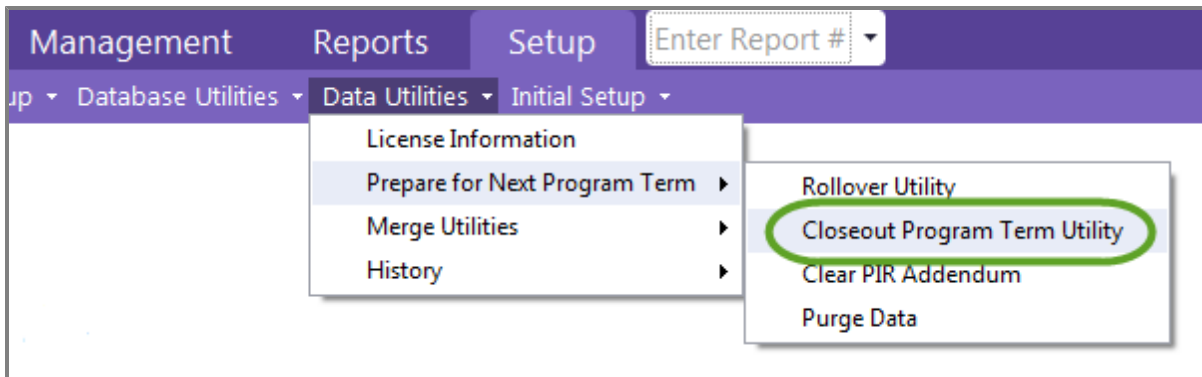 Management Reports Setup Enter Report #
up Database Utilities Data Utilities Initial Setup
License Information
Prepare for Next Program Term
Merge Utilities
History
Rollover Utility
Closeout Program Term Utility
Clear PIR Addendum
Purge Data